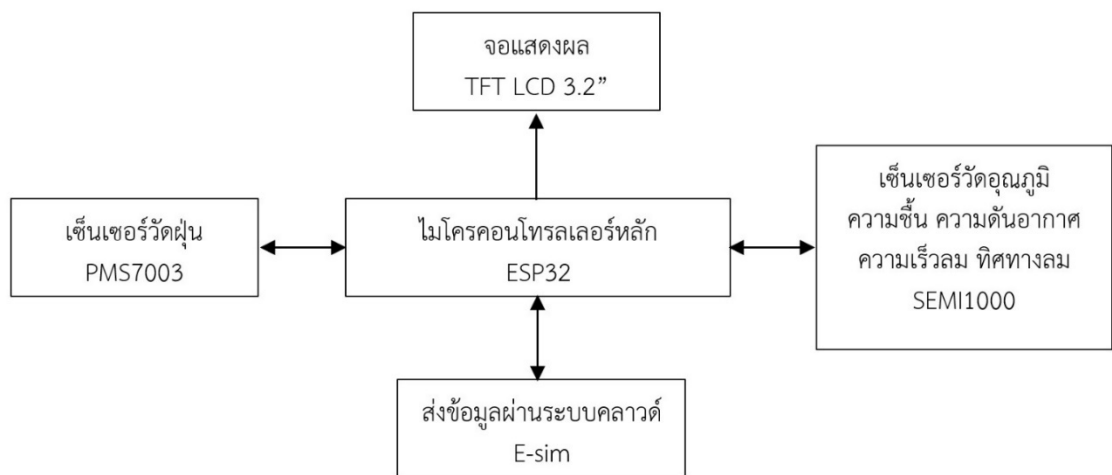 จอแสดงผล
TFT LCD 3.2”
เซ็นเซอร์วัดฝุ่น
PMS7003
ไมโครคอนโทรลเลอร์หลัก
ESP32
เซ็นเซอร์วัดอุณภูมิ
ความชื้น ความดันอากาศ
ความเร็วลม ทิศทางลม
SEMI1000
ส่งข้อมูลผ่านระบบคลาวด์
E-sim